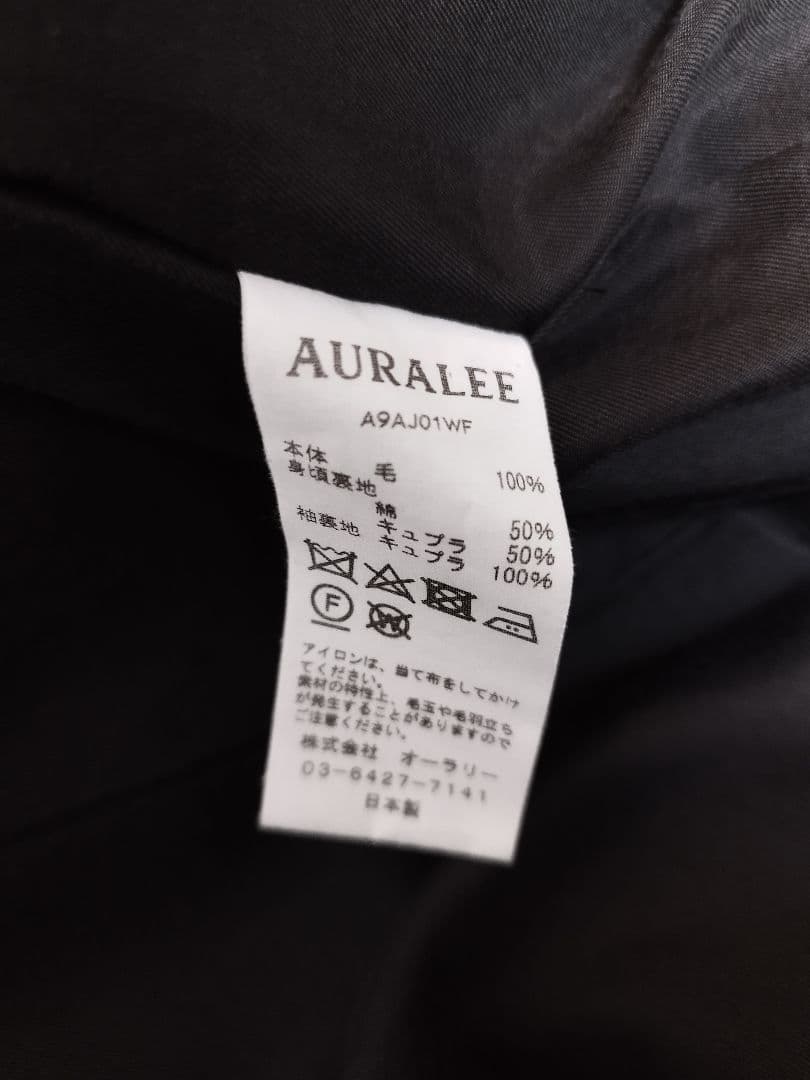 AURALEE
A9AJ01WF
本体 毛 100%
身頃裏地
綿 50%
キュプラ 50%
袖裏地 キュプラ 100%
F W
アイロンは、当て布をしてかけ
てください。
素材の特性上、毛玉や毛羽立ち
が発生することがありますので
ご注意ください。
株式会社 オーラリー
03-6427-7141
日本製